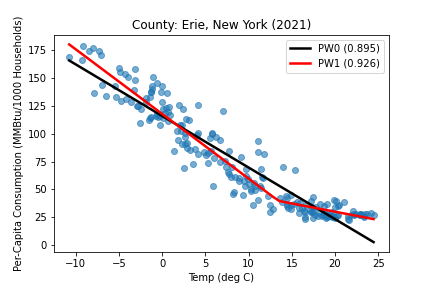 County: Erie, New York (2021)
Per-Capita Consumption (MMBtu/1000 Households)
175
150
125
100
75
50
25
0
PW0 (0.895)
PW1 (0.926)
−10 −5 0 5 10 15 20 25
Temp (deg C)